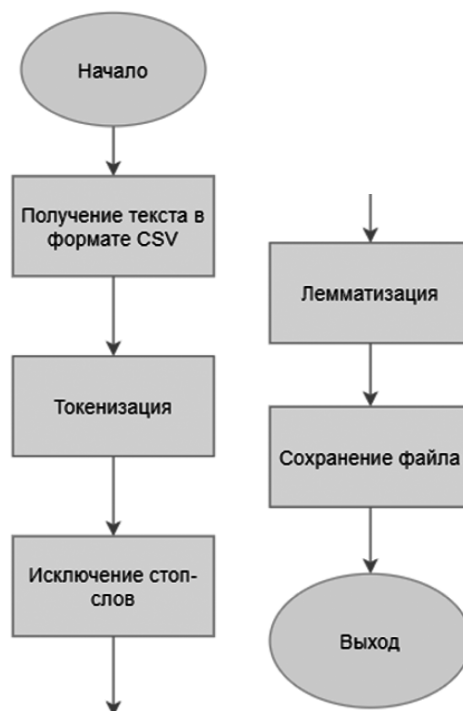 Начало
Получение текста в
формате CSV
Токенизация
Исключение стоп-
слов
Лемматизация
Сохранение файла
Выход